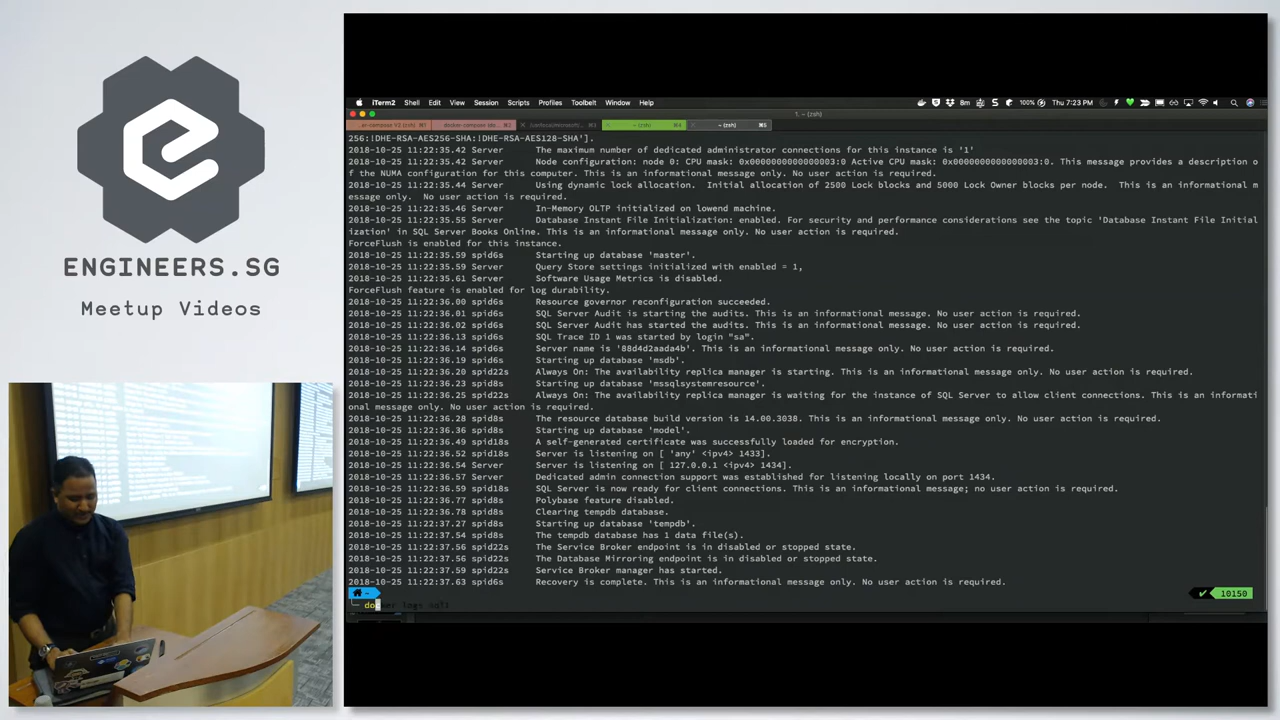 ENGINEERS.SG
Meetup Videos
iTerm2 Shell Edit View Session Scripts Profiles Toolbelt Window Help
8m 100% Thu 7:23 PM
1. ~ (zsh)
~ (zsh) ⌘4 ~ (zsh) ⌘5
256:!DHE-RSA-AES256-SHA:!DHE-RSA-AES128-SHA'].
2018-10-25 11:22:35.42 Server The maximum number of dedicated administrator connections for this instance is '1'
2018-10-25 11:22:35.42 Server Node configuration: node 0: CPU mask: 0x0000000000000003:0 Active CPU mask: 0x0000000000000003:0. This message provides a description o
f the NUMA configuration for this computer. This is an informational message only. No user action is required.
2018-10-25 11:22:35.44 Server Using dynamic lock allocation. Initial allocation of 2500 Lock blocks and 5000 Lock Owner blocks per node. This is an informational m
essage only. No user action is required.
2018-10-25 11:22:35.46 Server In-Memory OLTP initialized on lowend machine.
2018-10-25 11:22:35.55 Server Database Instant File Initialization: enabled. For security and performance considerations see the topic 'Database Instant File Initial
ization' in SQL Server Books Online. This is an informational message only. No user action is required.
ForceFlush is enabled for this instance.
2018-10-25 11:22:35.59 spid6s Starting up database 'master'.
2018-10-25 11:22:35.59 Server Query Store settings initialized with enabled = 1,
2018-10-25 11:22:35.61 Server Software Usage Metrics is disabled.
ForceFlush feature is enabled for log durability.
2018-10-25 11:22:36.00 spid6s Resource governor reconfiguration succeeded.
2018-10-25 11:22:36.01 spid6s SQL Server Audit is starting the audits. This is an informational message. No user action is required.
2018-10-25 11:22:36.02 spid6s SQL Server Audit has started the audits. This is an informational message. No user action is required.
2018-10-25 11:22:36.13 spid6s SQL Trace ID 1 was started by login "sa".
2018-10-25 11:22:36.14 spid6s Server name is '88d4d2aada4b'. This is an informational message only. No user action is required.
2018-10-25 11:22:36.19 spid6s Starting up database 'msdb'.
2018-10-25 11:22:36.20 spid22s Always On: The availability replica manager is starting. This is an informational message only. No user action is required.
2018-10-25 11:22:36.23 spid8s Starting up database 'mssqlsystemresource'.
2018-10-25 11:22:36.25 spid22s Always On: The availability replica manager is waiting for the instance of SQL Server to allow client connections. This is an informati
onal message only. No user action is required.
2018-10-25 11:22:36.28 spid8s The resource database build version is 14.00.3038. This is an informational message only. No user action is required.
2018-10-25 11:22:36.36 spid8s Starting up database 'model'.
2018-10-25 11:22:36.49 spid18s A self-generated certificate was successfully loaded for encryption.
2018-10-25 11:22:36.52 spid18s Server is listening on [ 'any' <ipv4> 1433].
2018-10-25 11:22:36.54 Server Server is listening on [ 127.0.0.1 <ipv4> 1434].
2018-10-25 11:22:36.57 Server Dedicated admin connection support was established for listening locally on port 1434.
2018-10-25 11:22:36.59 spid18s SQL Server is now ready for client connections. This is an informational message; no user action is required.
2018-10-25 11:22:36.77 spid8s Polybase feature disabled.
2018-10-25 11:22:36.78 spid8s Clearing tempdb database.
2018-10-25 11:22:37.27 spid8s Starting up database 'tempdb'.
2018-10-25 11:22:37.54 spid8s The tempdb database has 1 data file(s).
2018-10-25 11:22:37.56 spid22s The Service Broker endpoint is in disabled or stopped state.
2018-10-25 11:22:37.56 spid22s The Database Mirroring endpoint is in disabled or stopped state.
2018-10-25 11:22:37.59 spid22s Service Broker manager has started.
2018-10-25 11:22:37.63 spid6s Recovery is complete. This is an informational message only. No user action is required.
~ ✔ 10150
docker logs sql1